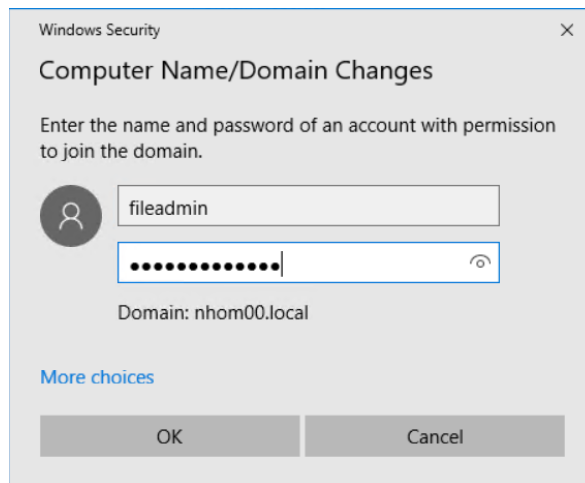 Windows Security
Computer Name/Domain Changes
Enter the name and password of an account with permission
to join the domain.
fileadmin
●●●●●●●●●●●●●
Domain: nhom00.local
More choices
OK
Cancel